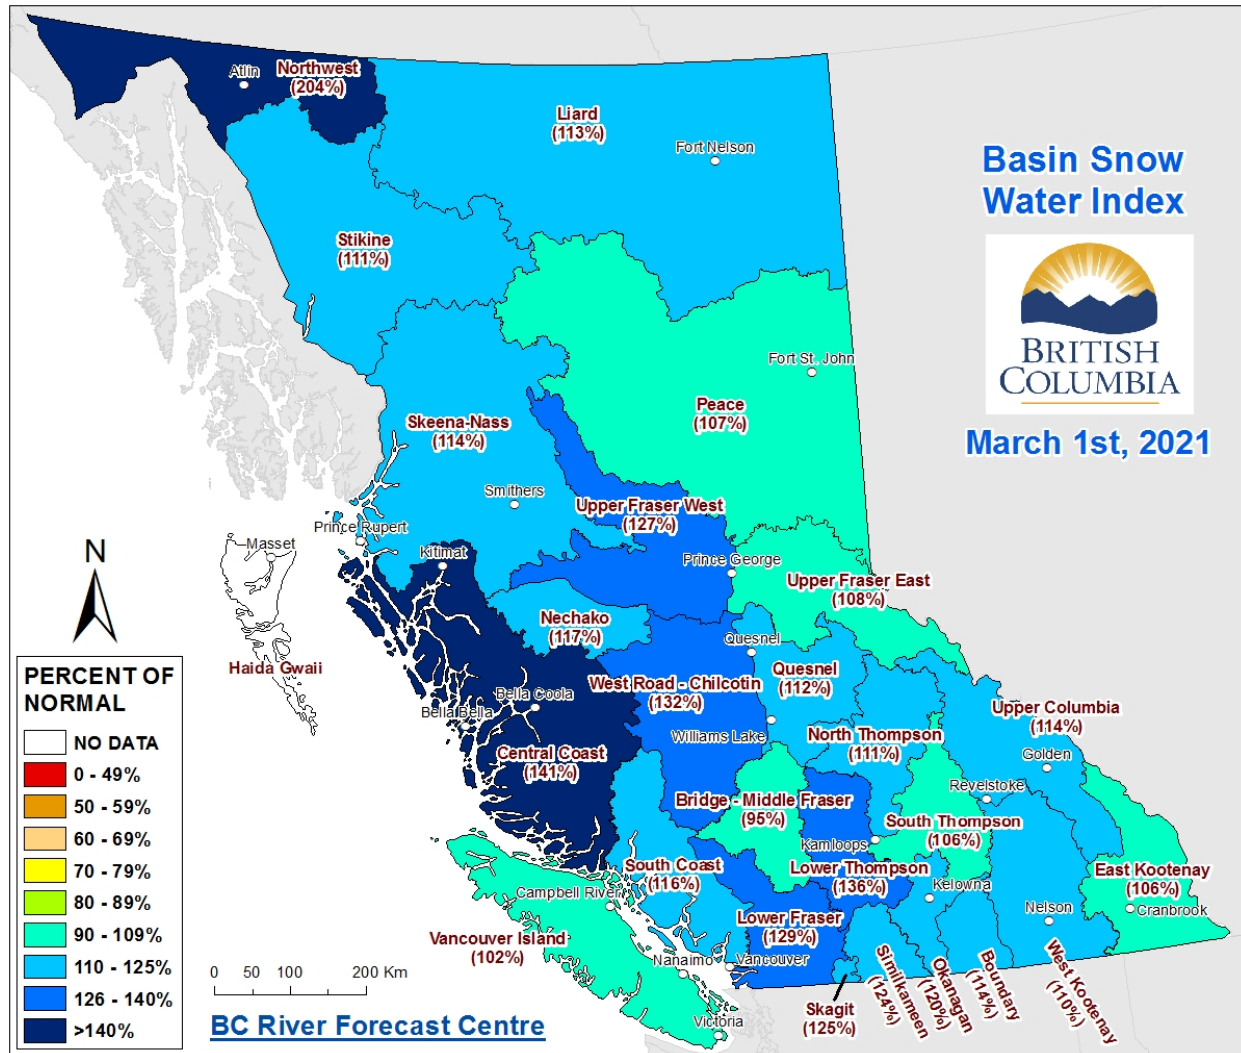 Atlin
Northwest
(204%)
Liard
(113%)
Fort Nelson
Basin Snow
Water Index
BRITISH
COLUMBIA
March 1st, 2021
Stikine
(111%)
Fort St. John
Peace
(107%)
Skeena-Nass
(114%)
Smithers
Upper Fraser West
(127%)
Prince Rupert
Masset
Kitimat
Prince George
Upper Fraser East
(108%)
N
Nechako
(117%)
Quesnel
Haida Gwaii
Quesnel
(112%)
West Road - Chilcotin
(132%)
Bella Coola
Bella Bella
Upper Columbia
(114%)
Williams Lake
North Thompson
(111%)
Golden
Central Coast
(141%)
Revelstoke
Bridge - Middle Fraser
(95%)
South Thompson
(106%)
Kamloops
South Coast
(116%)
Lower Thompson
(136%)
East Kootenay
(106%)
Kelowna
Campbell River
Nelson
Cranbrook
Lower Fraser
(129%)
Vancouver Island
(102%)
Nanaimo
Vancouver
Skagit
(125%)
Similkameen
(124%)
Okanagan
(120%)
Boundary
(114%)
West Kootenay
(110%)
Victoria
PERCENT OF
NORMAL
NO DATA
0 - 49%
50 - 59%
60 - 69%
70 - 79%
80 - 89%
90 - 109%
110 - 125%
126 - 140%
>140%
0 50 100 200 Km
BC River Forecast Centre